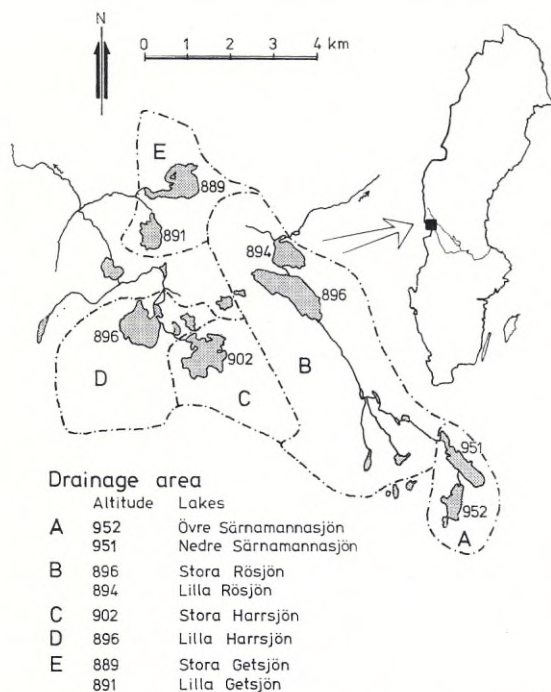 N
0 2 4 km
E
889
891
894
896
896
902
B
D
C
951
952
A
Drainage area
Altitude Lakes
A 952 Övre Särnamannasjön
951 Nedre Särnamannasjön
B 896 Stora Rösjön
894 Lilla Rösjön
C 902 Stora Harrsjön
D 896 Lilla Harrsjön
E 889 Stora Getsjön
891 Lilla Getsjön